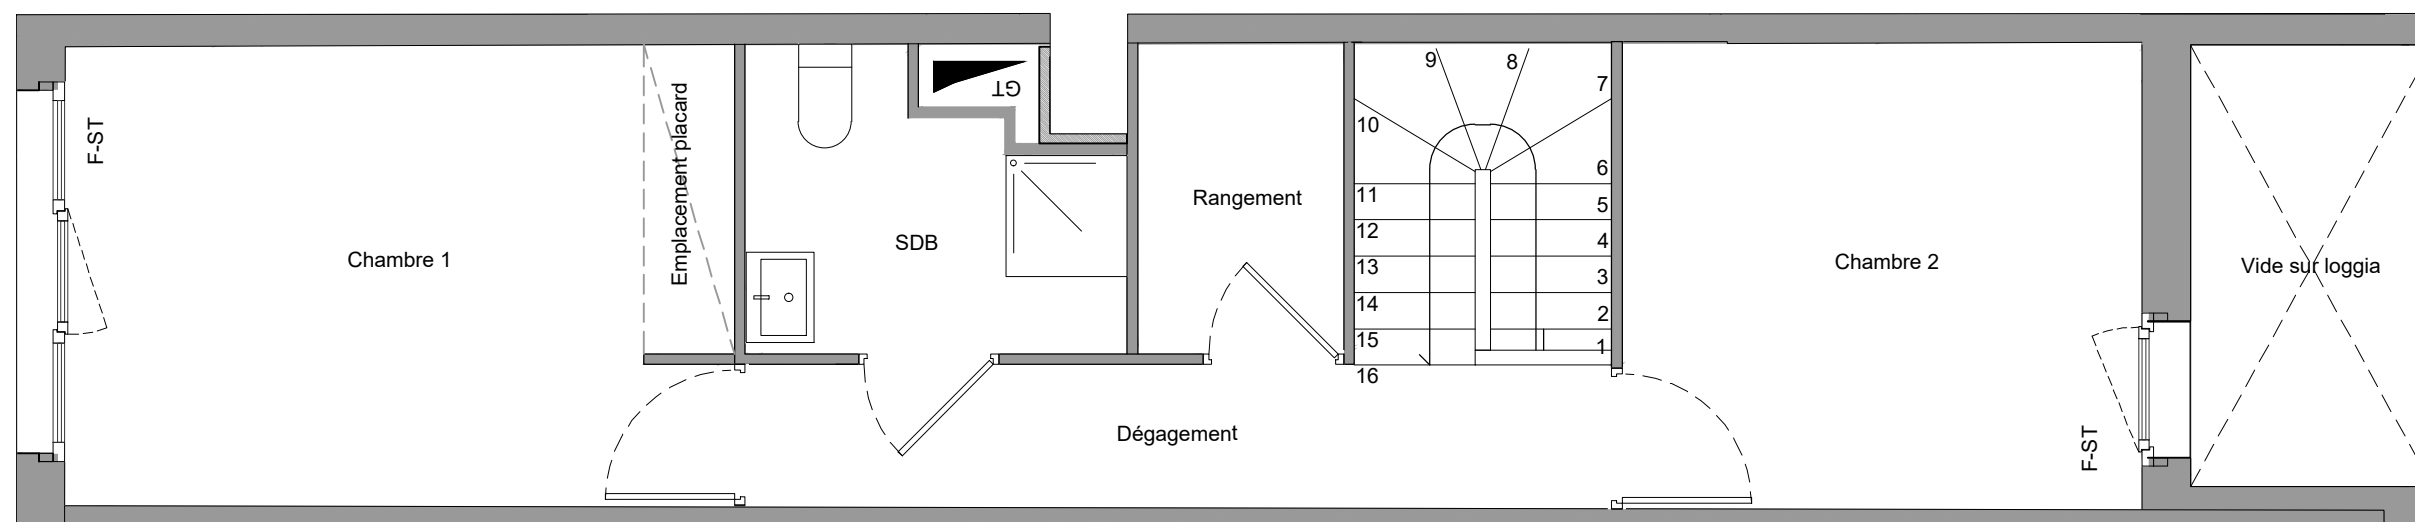 F-ST
Chambre 1
Emplacement placard
SDB
GT
Rangement
Dégagement
9
8
7
10
6
11
5
12
4
13
3
14
2
15
1
16
Chambre 2
F-ST
Vide sur loggia